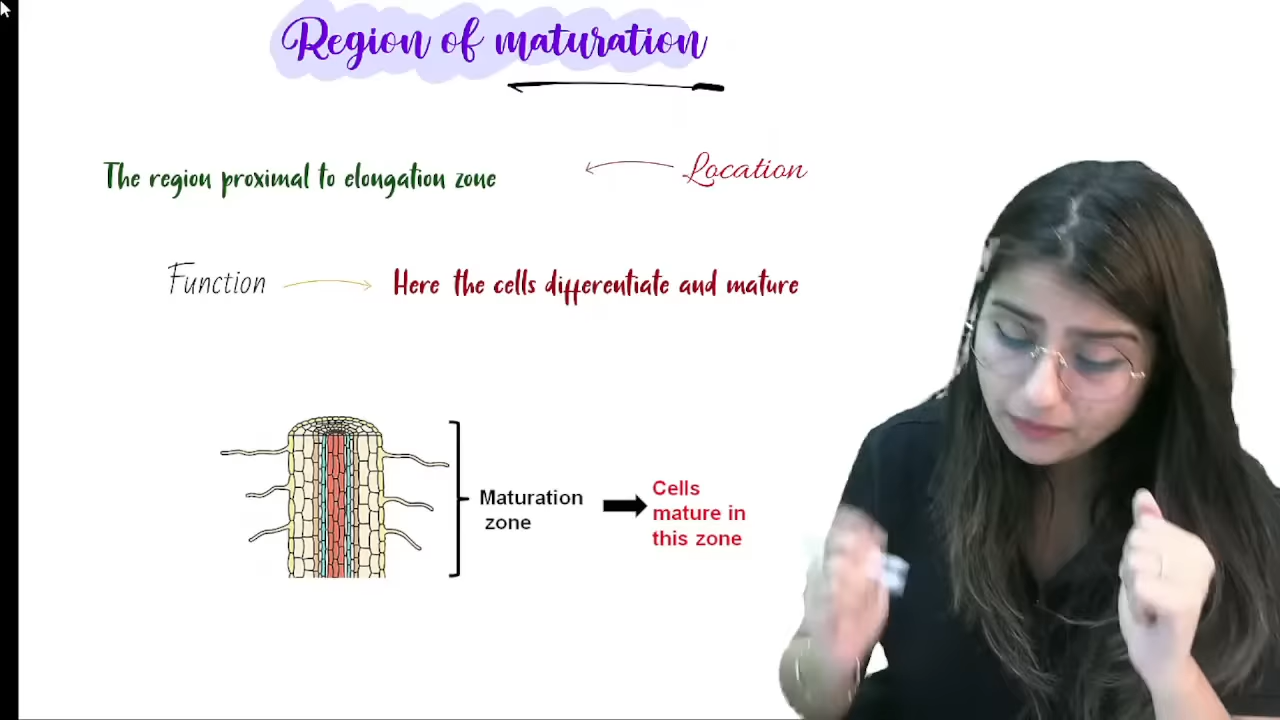 Region of maturation
The region proximal to elongation zone
Location
Function
Here the cells differentiate and mature
Maturation
zone
Cells
mature in
this zone